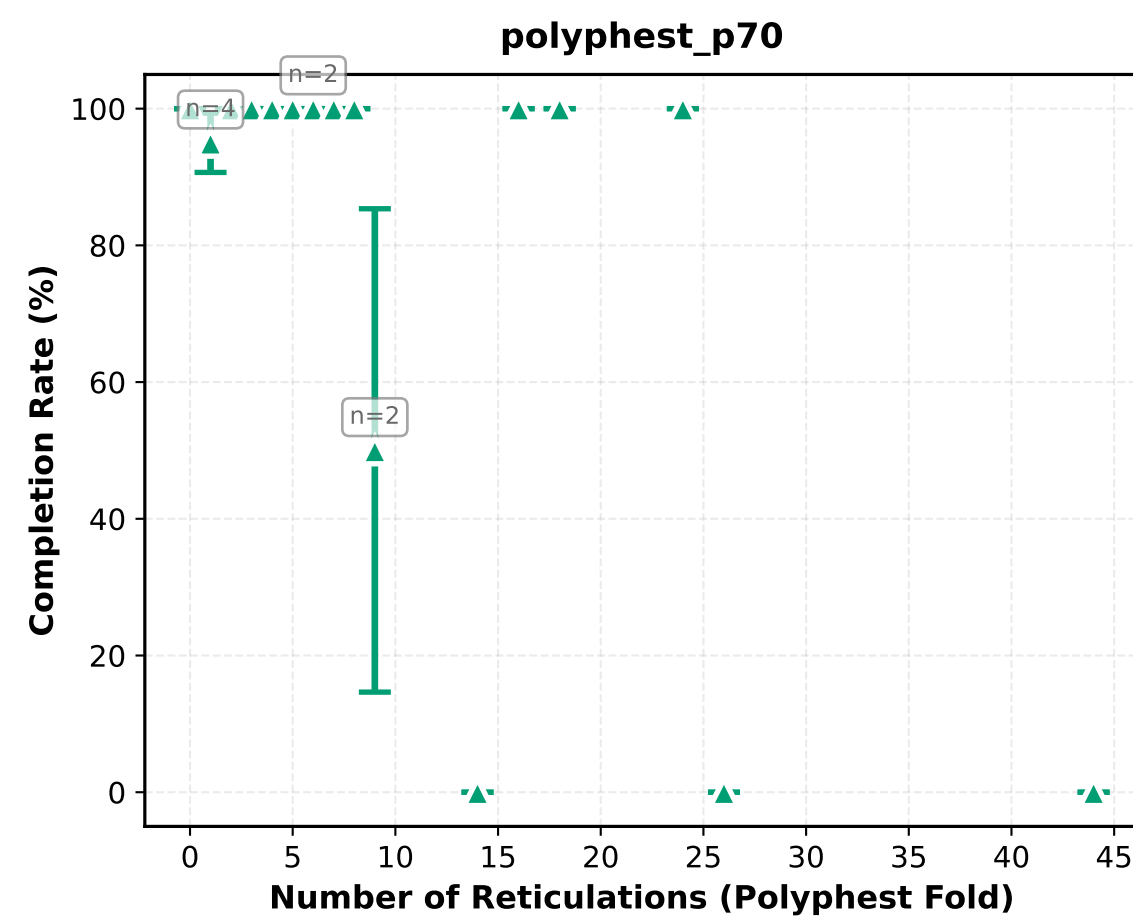 polyphest_p70
n=2
n=4
n=2
100
80
60
40
20
0
Completion Rate (%)
0 5 10 15 20 25 30 35 40 45
Number of Reticulations (Polyphest Fold)